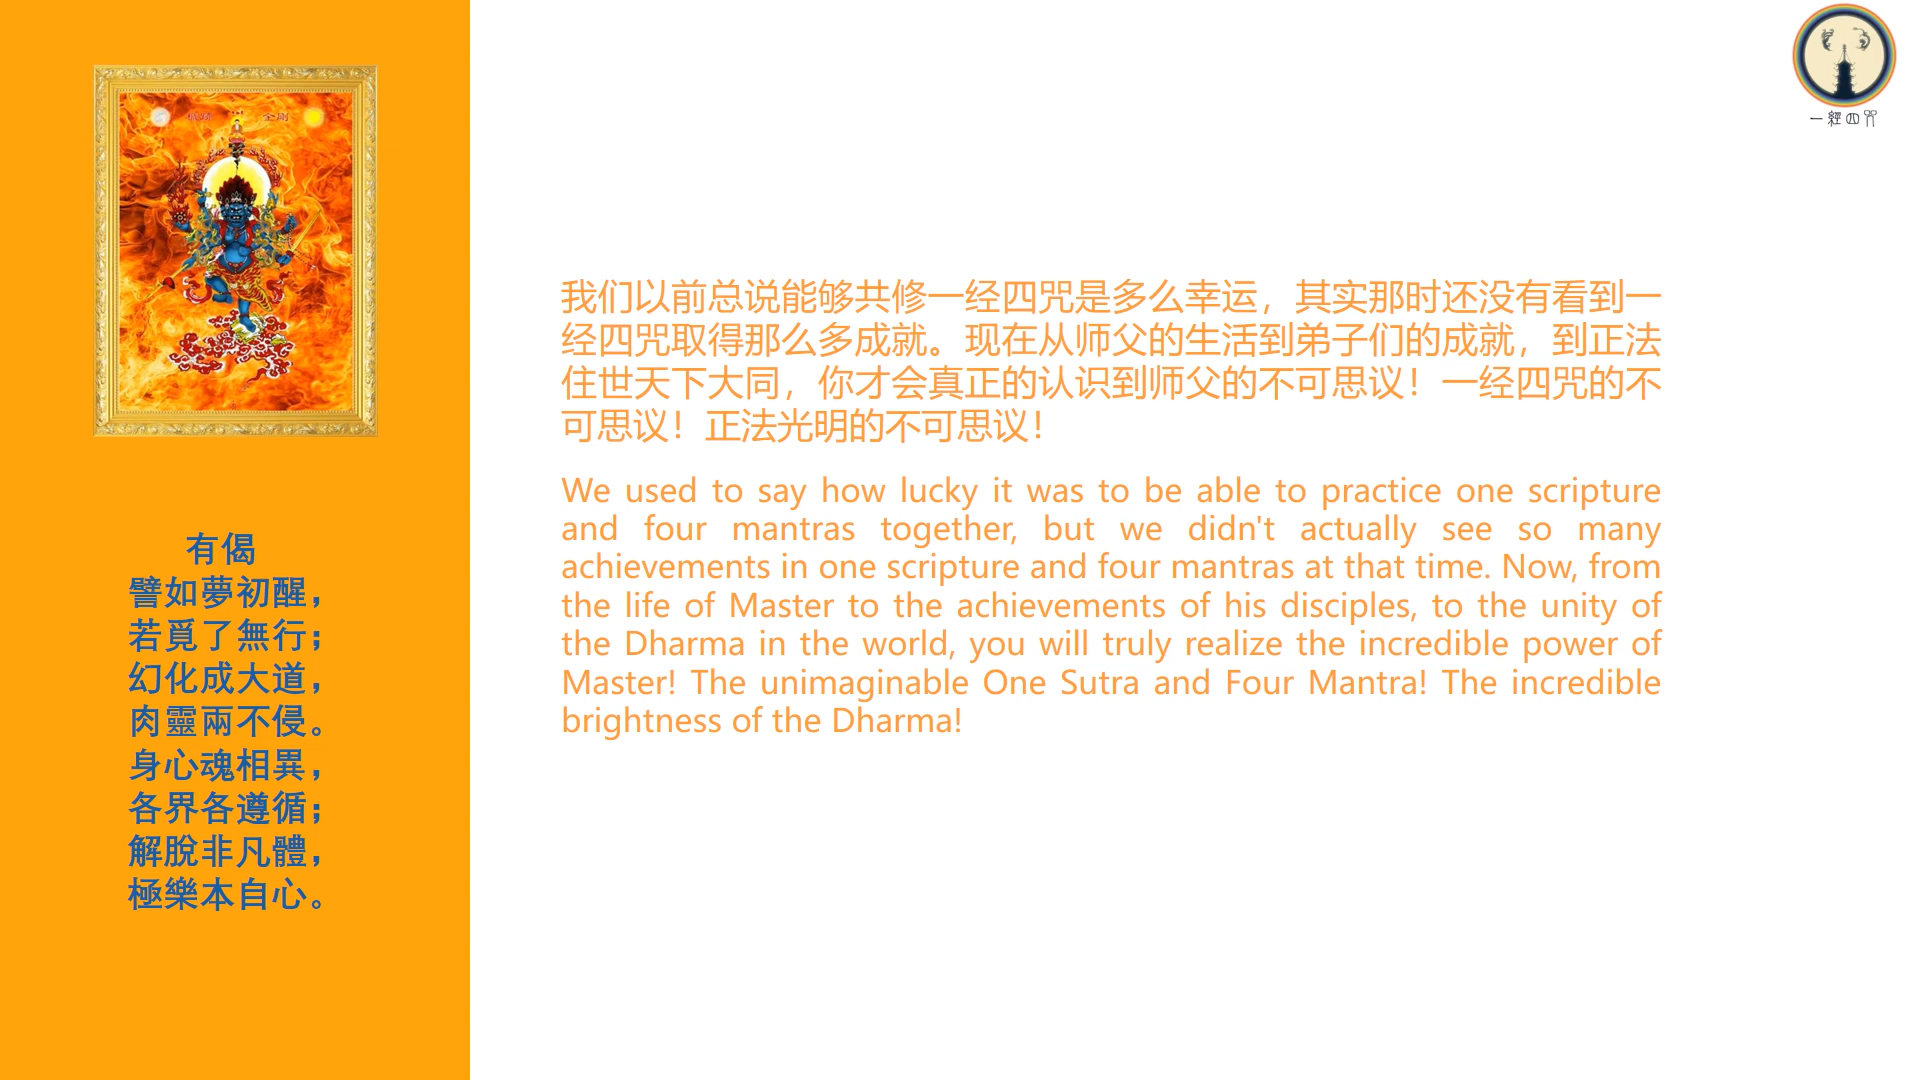 金剛
有偈
譬如夢初醒，
若覓了無行；
幻化成大道，
肉靈兩不侵。
身心魂相異，
各界各遵循；
解脫非凡體，
極樂本自心。
我们以前总说能够共修一经四咒是多么幸运，其实那时还没有看到一
经四咒取得那么多成就。现在从师父的生活到弟子们的成就，到正法
住世天下大同，你才会真正的认识到师父的不可思议！一经四咒的不
可思议！正法光明的不可思议！
We used to say how lucky it was to be able to practice one scripture
and four mantras together, but we didn't actually see so many
achievements in one scripture and four mantras at that time. Now, from
the life of Master to the achievements of his disciples, to the unity of
the Dharma in the world, you will truly realize the incredible power of
Master! The unimaginable One Sutra and Four Mantra! The incredible
brightness of the Dharma!
一經四咒